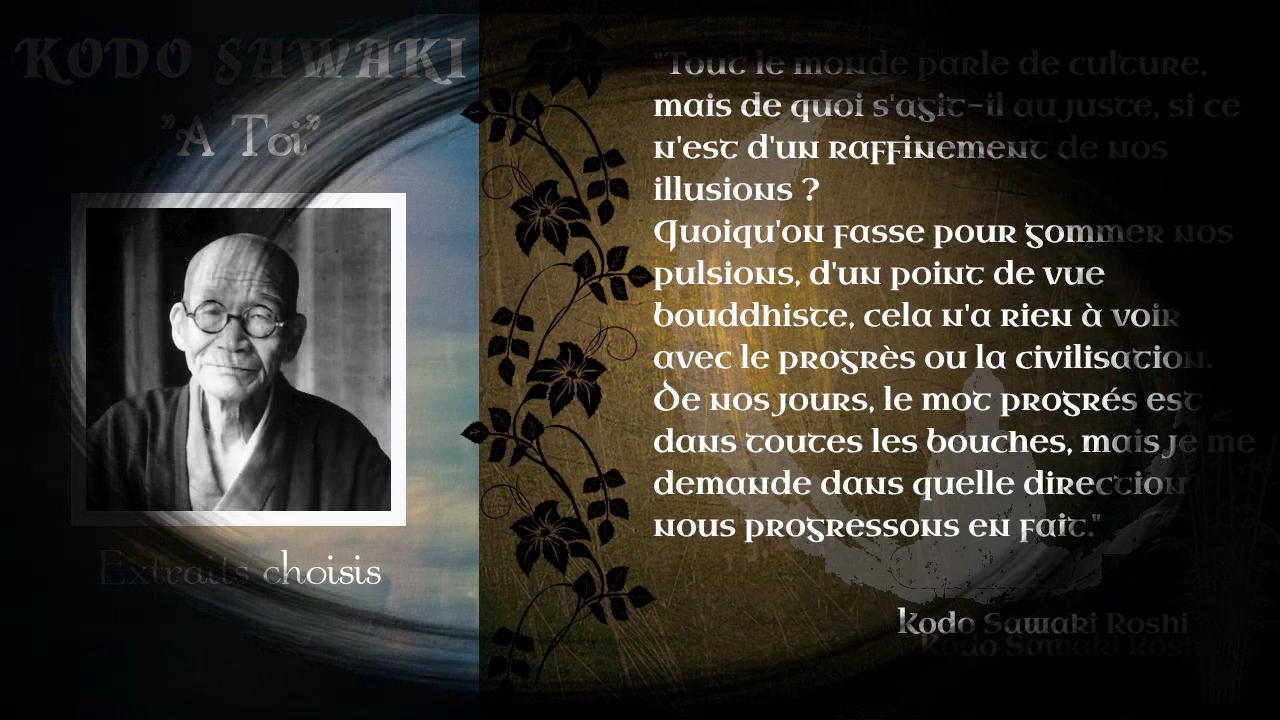 KODO SAWAKI
"A Toi"
Extraits choisis
"Tout le monde parle de culture,
mais de quoi s'agit-il au juste, si ce
n'est d'un raffinement de nos
illusions ?
Quoiqu'on fasse pour gommer nos
pulsions, d'un point de vue
bouddhiste, cela n'a rien à voir
avec le progrès ou la civilisation.
De nos jours, le mot progrés est
dans toutes les bouches, mais je me
demande dans quelle direction
nous progressons en fait."
Kodo Sawaki Roshi
Kodo Sawaki Roshi